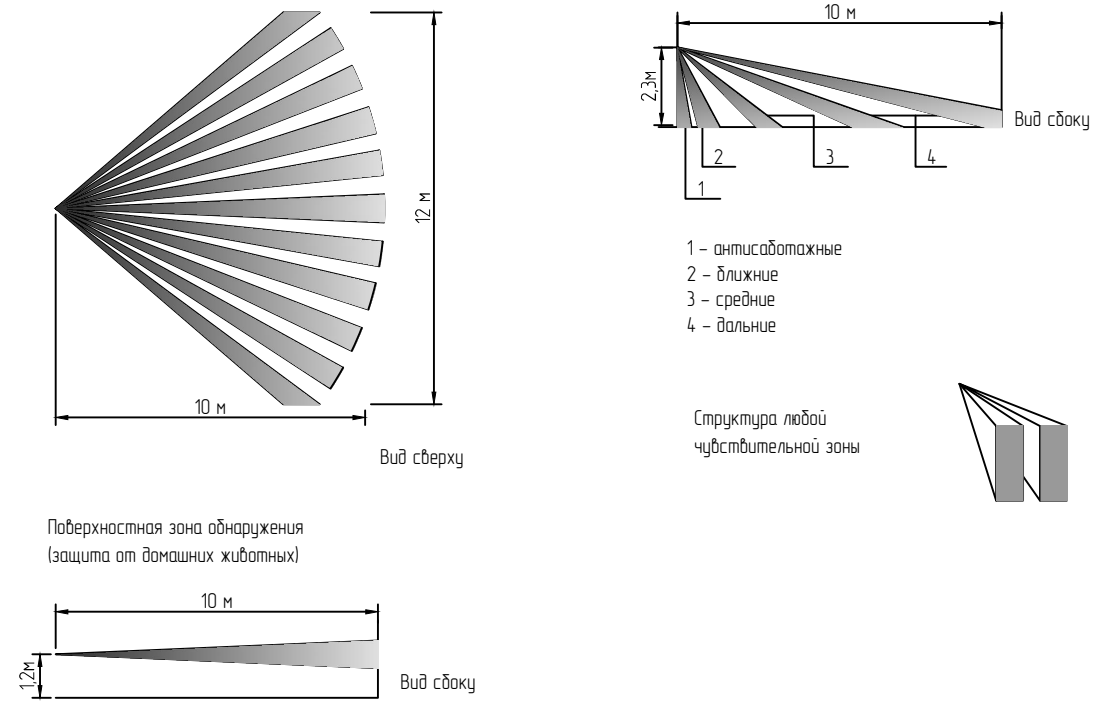 12 м
10 м
Вид сверху
Поверхностная зона обнаружения
(защита от домашних животных)
10 м
1,2м
Вид сбоку
10 м
2,3м
Вид сбоку
2
3
4
1
1 – антисаботажные
2 – ближние
3 – средние
4 – дальние
Структура любой
чувствительной зоны